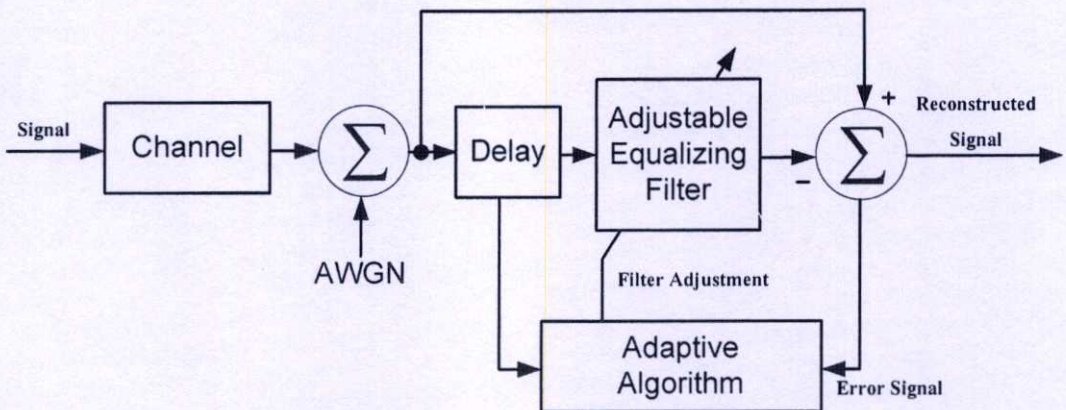 Signal
Channel
∑
AWGN
Delay
Adjustable
Equalizing
Filter
+
−
∑
Reconstructed
Signal
Filter Adjustment
Adaptive
Algorithm
Error Signal